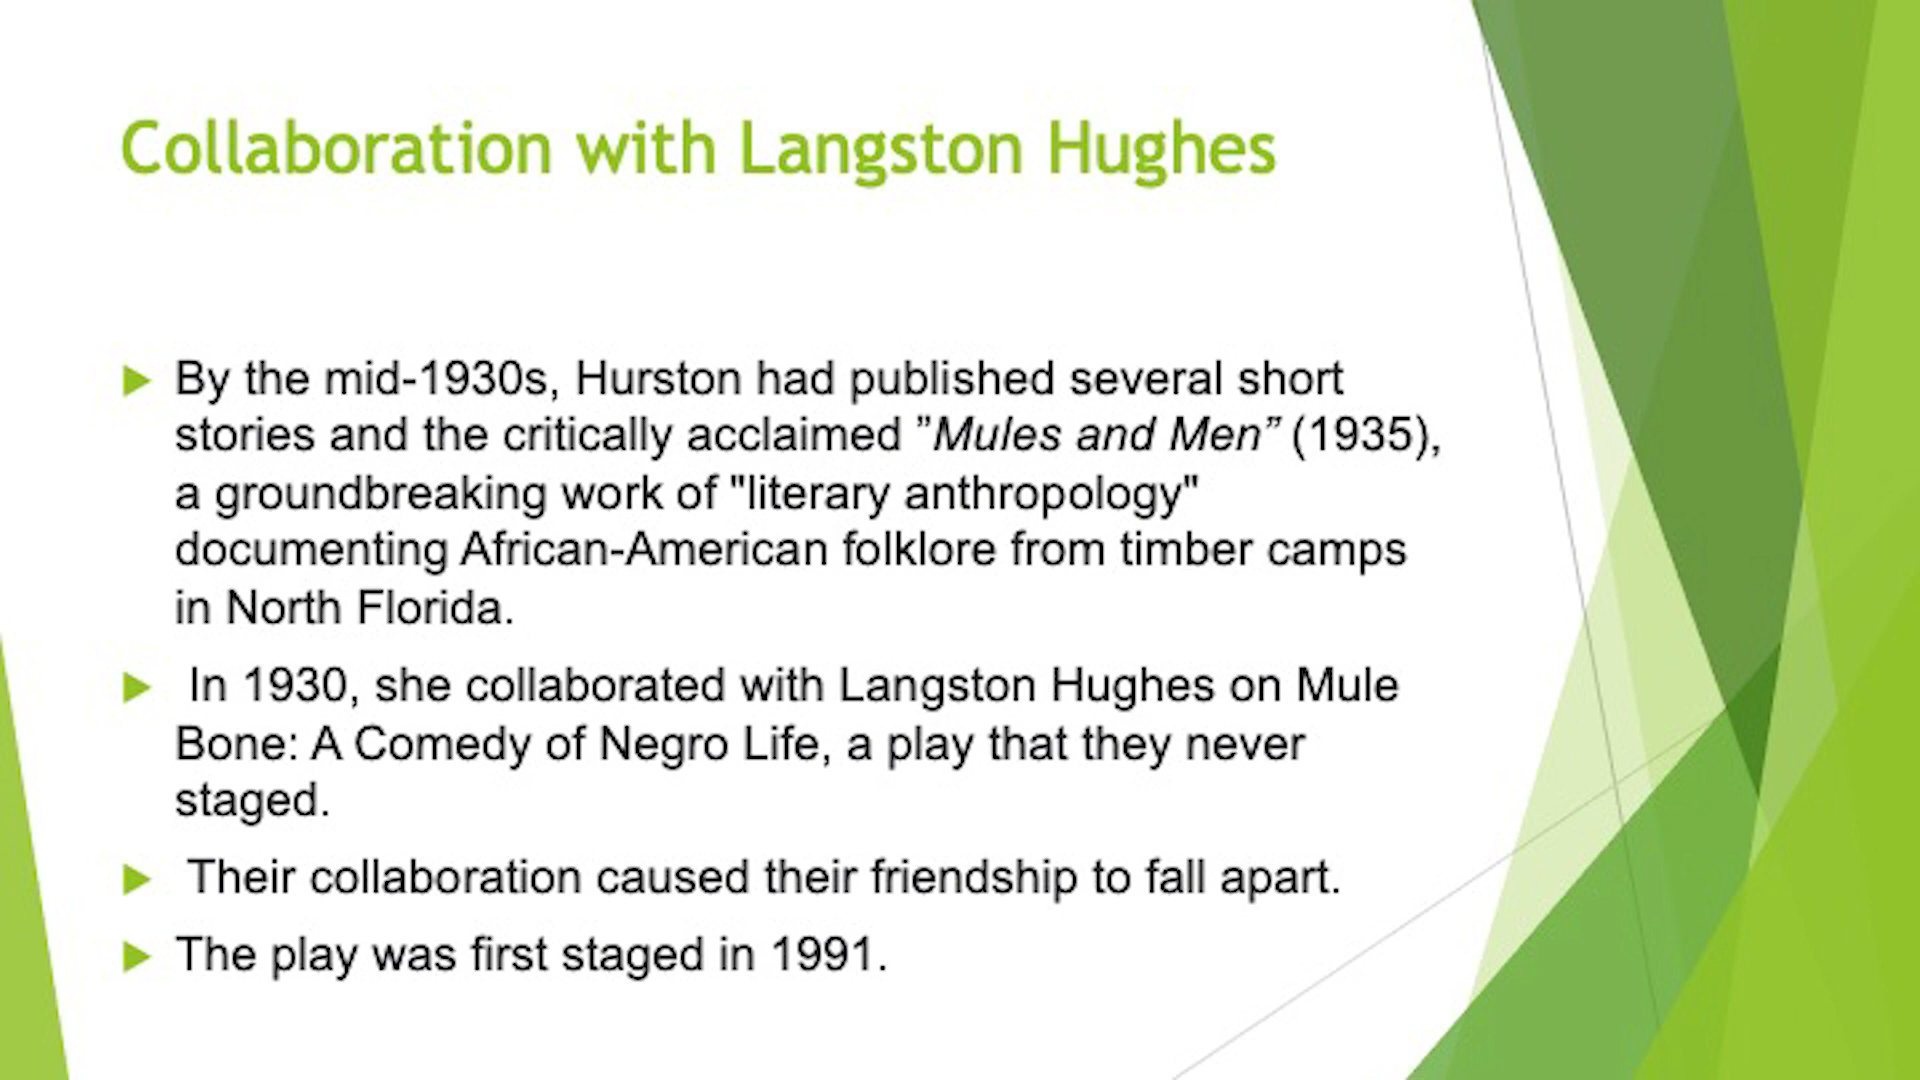 Collaboration with Langston Hughes
By the mid-1930s, Hurston had published several short
stories and the critically acclaimed ”Mules and Men” (1935),
a groundbreaking work of "literary anthropology"
documenting African-American folklore from timber camps
in North Florida.
In 1930, she collaborated with Langston Hughes on Mule
Bone: A Comedy of Negro Life, a play that they never
staged.
Their collaboration caused their friendship to fall apart.
The play was first staged in 1991.